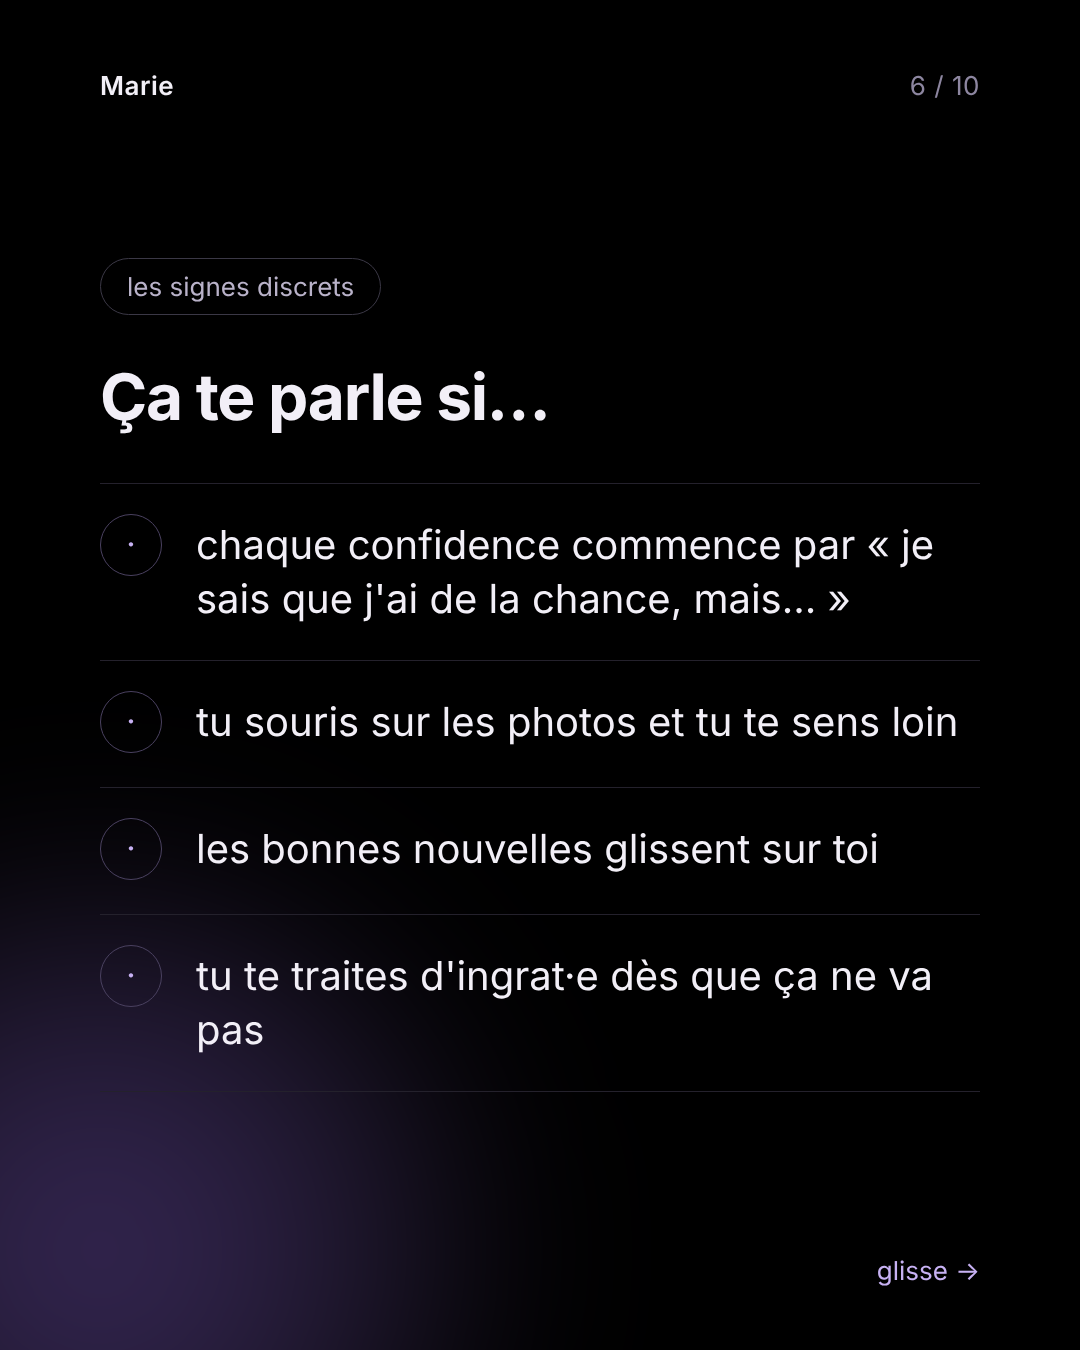 Marie
6 / 10
les signes discrets
Ça te parle si…
chaque confidence commence par « je
sais que j'ai de la chance, mais… »
tu souris sur les photos et tu te sens loin
les bonnes nouvelles glissent sur toi
tu te traites d'ingrat·e dès que ça ne va
pas
glisse →